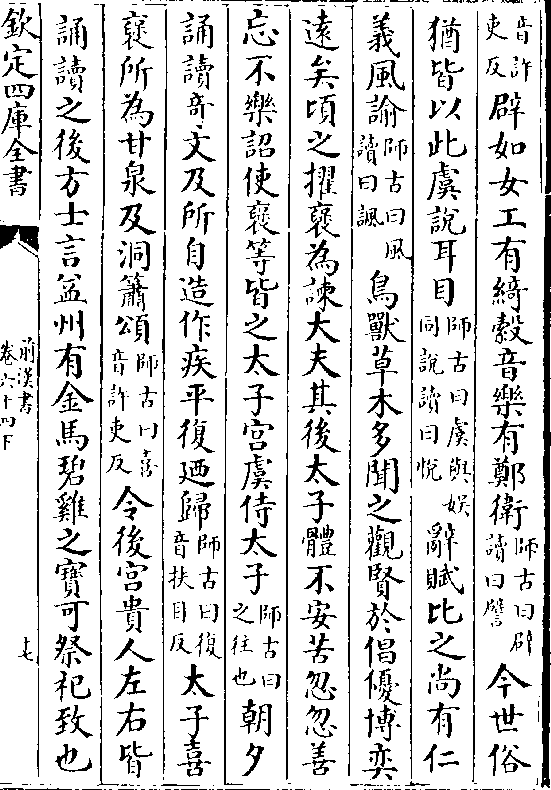 音許吏反辟如女工有綺縠音樂有鄭衛師古曰辟讀曰譬今世俗
猶皆以此虞說耳目師古曰虞與娱同說讀曰悅辭賦比之尚有仁
義風諭師古曰風讀曰諷鳥獸草木多聞之觀賢於倡優博奕
遠矣頃之擢襃為諫大夫其後太子體不安苦忽忽善
忘不樂詔使襃等皆之太子宮虞侍太子師古曰之往也朝夕
誦讀奇文及所自造作疾平復廼歸師古曰復音扶目反太子喜
襃所為甘泉及洞簫頌師古曰喜音許吏反令後宮貴人左右皆
誦讀之後方士言益州有金馬碧雞之寶可祭祀致也
欽定四庫全書
前漢書
卷六十四下
十七